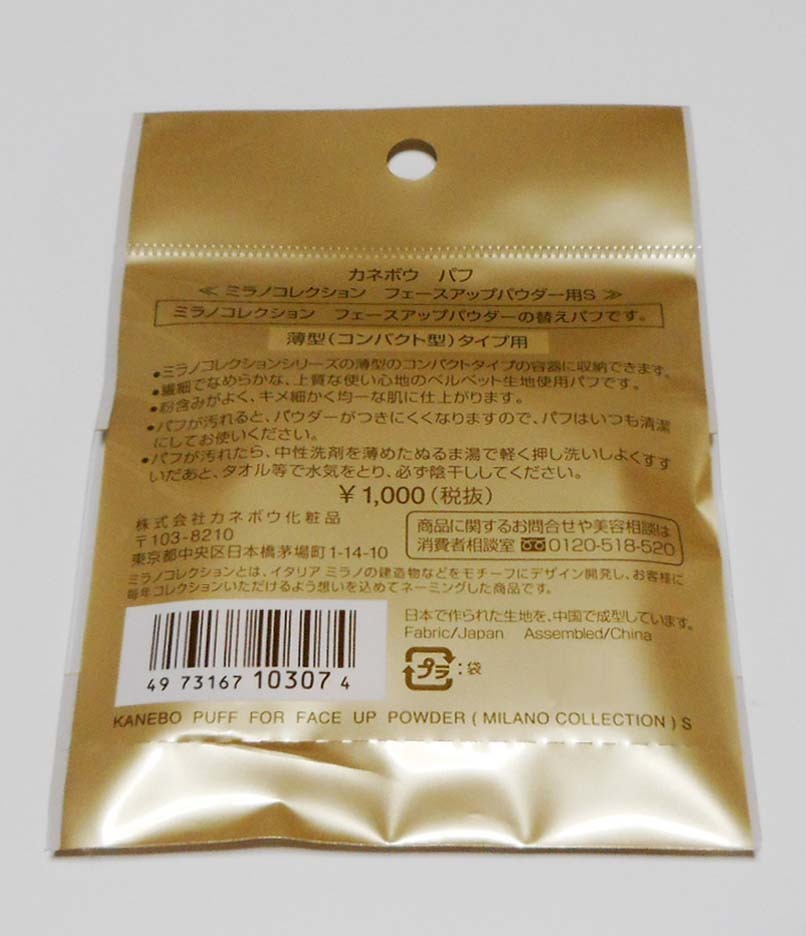 カネボウ パフ
≪ ミラノコレクション フェースアップパウダー用S ≫
ミラノコレクション フェースアップパウダーの替えパフです。
薄型(コンパクト型)タイプ用
●ミラノコレクションシリーズの薄型のコンパクトタイプの容器に収納できます。
●繊細でなめらかな、上質な使い心地のベルベット生地使用パフです。
●粉含みがよく、キメ細かく均一な肌に仕上がります。
●パフが汚れると、パウダーがつきにくくなりますので、パフはいつも清潔
にしてお使いください。
●パフが汚れたら、中性洗剤を薄めたぬるま湯で軽く押し洗いしよくすす
いだあと、タオル等で水気をとり、必ず陰干ししてください。
¥1,000(税抜)
株式会社カネボウ化粧品
〒103-8210
東京都中央区日本橋茅場町1-14-10
商品に関するお問合せや美容相談は
消費者相談室 0120-518-520
ミラノコレクションとは、イタリア ミラノの建造物などをモチーフにデザイン開発し、お客様に
毎年コレクションいただけるよう想いを込めてネーミングした商品です。
日本で作られた生地を、中国で成型しています。
Fabric/Japan Assembled/China
プラ:袋
4973167103074
KANEBO PUFF FOR FACE UP POWDER ( MILANO COLLECTION ) S